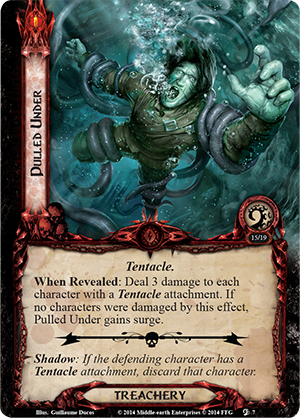 PULLED UNDER
15/19
Tentacle.
When Revealed: Deal 3 damage to each
character with a Tentacle attachment. If
no characters were damaged by this effect,
Pulled Under gains surge.
Shadow: If the defending character has a
Tentacle attachment, discard that character.
TREACHERY
Illus. Guillaume Ducos © 2014 Middle-earth Enterprises © 2014 FFG 7